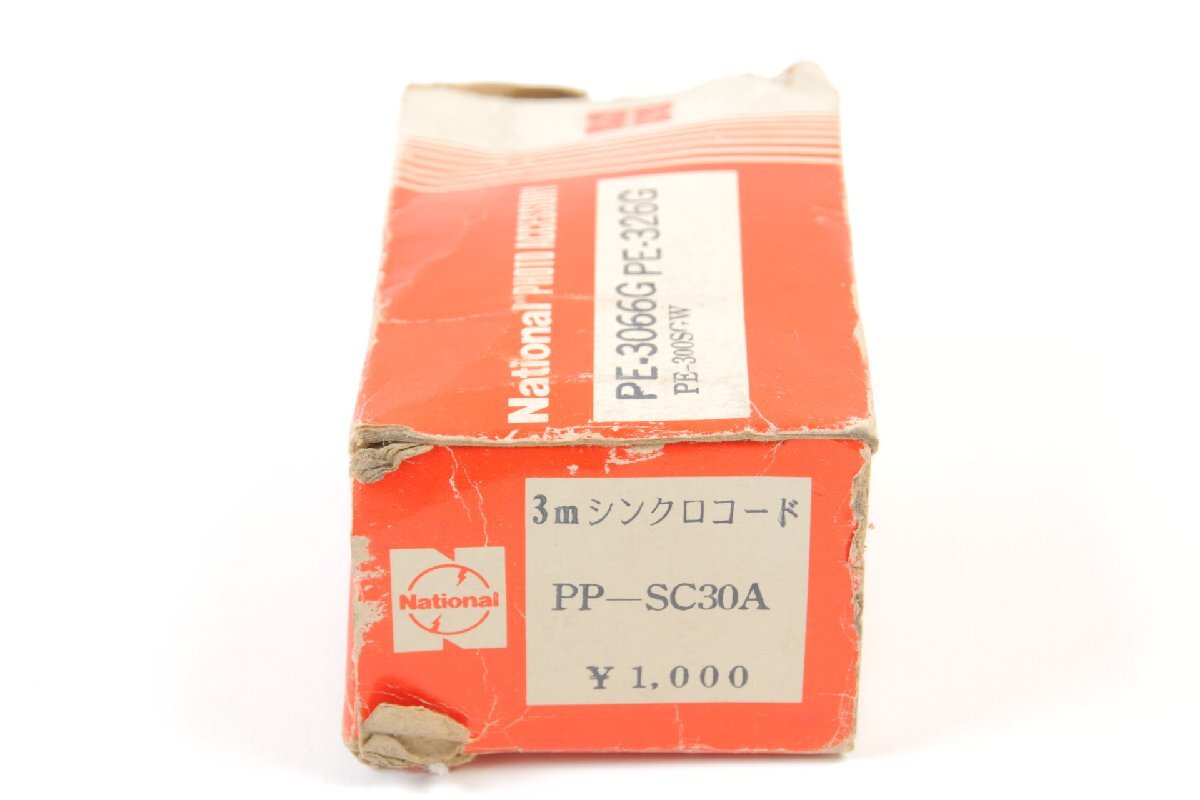 National PHOTO ACCESSORY
PE-3066G PE-326G
PE-300SGW
3mシンクロコード
National
PP—SC30A
¥ 1,000